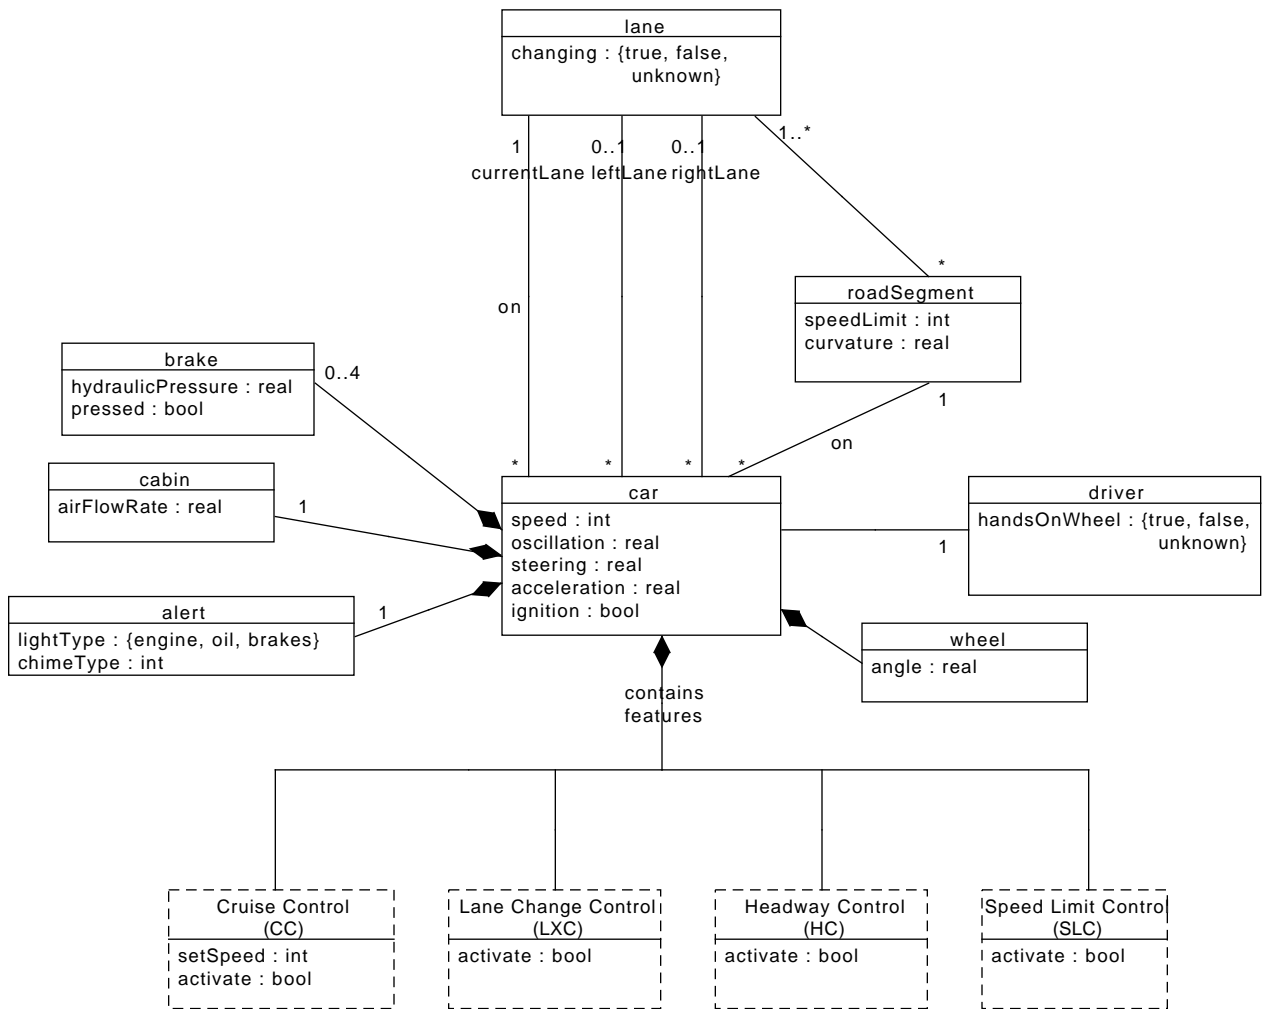 lane
changing : {true, false,
unknown}
1
0..1
0..1
1..*
currentLane
leftLane
rightLane
*
roadSegment
speedLimit : int
curvature : real
on
brake
hydraulicPressure : real
pressed : bool
0..4
1
on
*
*
*
*
cabin
airFlowRate : real
1
car
speed : int
oscillation : real
steering : real
acceleration : real
ignition : bool
driver
handsOnWheel : {true, false,
unknown}
1
alert
lightType : {engine, oil, brakes}
chimeType : int
1
wheel
angle : real
contains
features
Cruise Control
(CC)
setSpeed : int
activate : bool
Lane Change Control
(LXC)
activate : bool
Headway Control
(HC)
activate : bool
Speed Limit Control
(SLC)
activate : bool